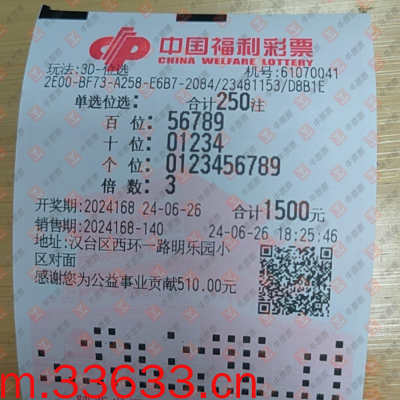 中国福利彩票
CHINA WELFARE LOTTERY
玩法:3D-位选 机号:61070041
2E00-BF73-A258-E6B7-2084/23481153/D8B1E
单选位选: 合计250注
百位: 56789
十位: 01234
个位: 0123456789
倍数: 3
开奖期:2024168 24-06-26 合计1500元
销售期:2024168-140 24-06-26 18:25:46
地址:汉台区西环一路明乐园小
区对面
感谢您为公益事业贡献510.00元
m.33633.cn